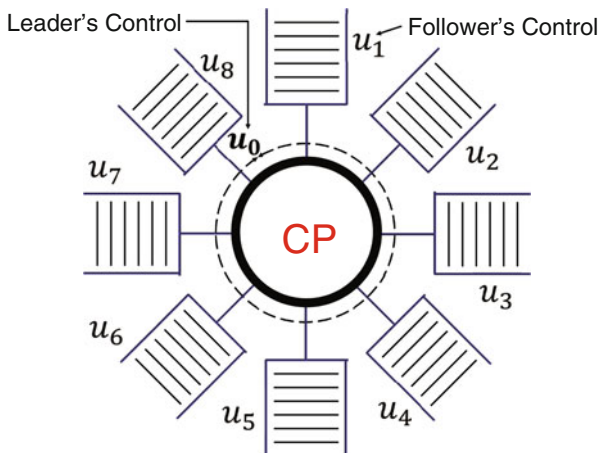 Leader's Control
Follower's Control
u₁
u₈
u₀
u₂
u₇
CP
u₃
u₆
u₄
u₅